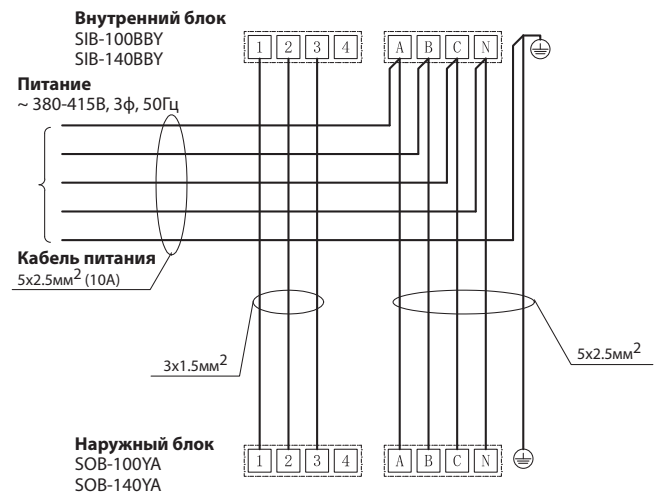 Внутренний блок
SIB-100BBY
SIB-140BBY
1 2 3 4 A B C N
Питание
~ 380-415В, 3ф, 50Гц
Кабель питания
5x2.5мм2 (10А)
3x1.5мм2
5x2.5мм2
Наружный блок
SOB-100YA
SOB-140YA
1 2 3 4 A B C N